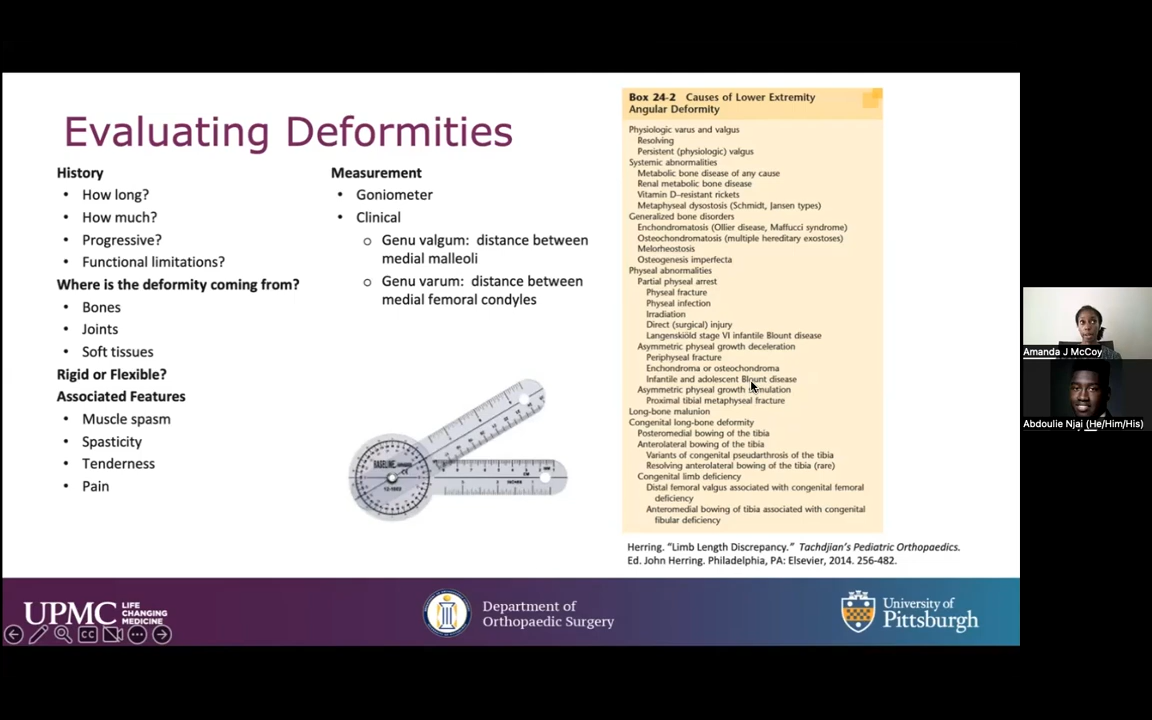 Evaluating Deformities
History
• How long?
• How much?
• Progressive?
• Functional limitations?
Where is the deformity coming from?
• Bones
• Joints
• Soft tissues
Rigid or Flexible?
Associated Features
• Muscle spasm
• Spasticity
• Tenderness
• Pain
Measurement
• Goniometer
• Clinical
o Genu valgum: distance between
medial malleoli
o Genu varum: distance between
medial femoral condyles
BASELINE
Box 24-2 Causes of Lower Extremity
Angular Deformity
Physiologic varus and valgus
Resolving
Persistent (physiologic) valgus
Systemic abnormalities
Metabolic bone disease of any cause
Renal metabolic bone disease
Vitamin D–resistant rickets
Metaphyseal dysostosis (Schmidt, Jansen types)
Generalized bone disorders
Enchondromatosis (Ollier disease, Maffucci syndrome)
Osteochondromatosis (multiple hereditary exostoses)
Melorheostosis
Osteogenesis imperfecta
Physeal abnormalities
Partial physeal arrest
Physeal fracture
Physeal infection
Irradiation
Direct (surgical) injury
Langenskiöld stage VI infantile Blount disease
Asymmetric physeal growth deceleration
Periphyseal fracture
Enchondroma or osteochondroma
Infantile and adolescent Blount disease
Asymmetric physeal growth stimulation
Proximal tibial metaphyseal fracture
Long-bone malunion
Congenital long-bone deformity
Posteromedial bowing of the tibia
Anterolateral bowing of the tibia
Variants of congenital pseudarthrosis of the tibia
Resolving anterolateral bowing of the tibia (rare)
Congenital limb deficiency
Distal femoral valgus associated with congenital femoral
deficiency
Anteromedial bowing of tibia associated with congenital
fibular deficiency
Herring. "Limb Length Discrepancy." Tachdjian's Pediatric Orthopaedics.
Ed. John Herring. Philadelphia, PA: Elsevier, 2014. 256-482.
UPMC LIFE
CHANGING
MEDICINE
CC
Department of
Orthopaedic Surgery
University of
Pittsburgh
Amanda J McCoy
Abdoulie Njai (He/Him/His)